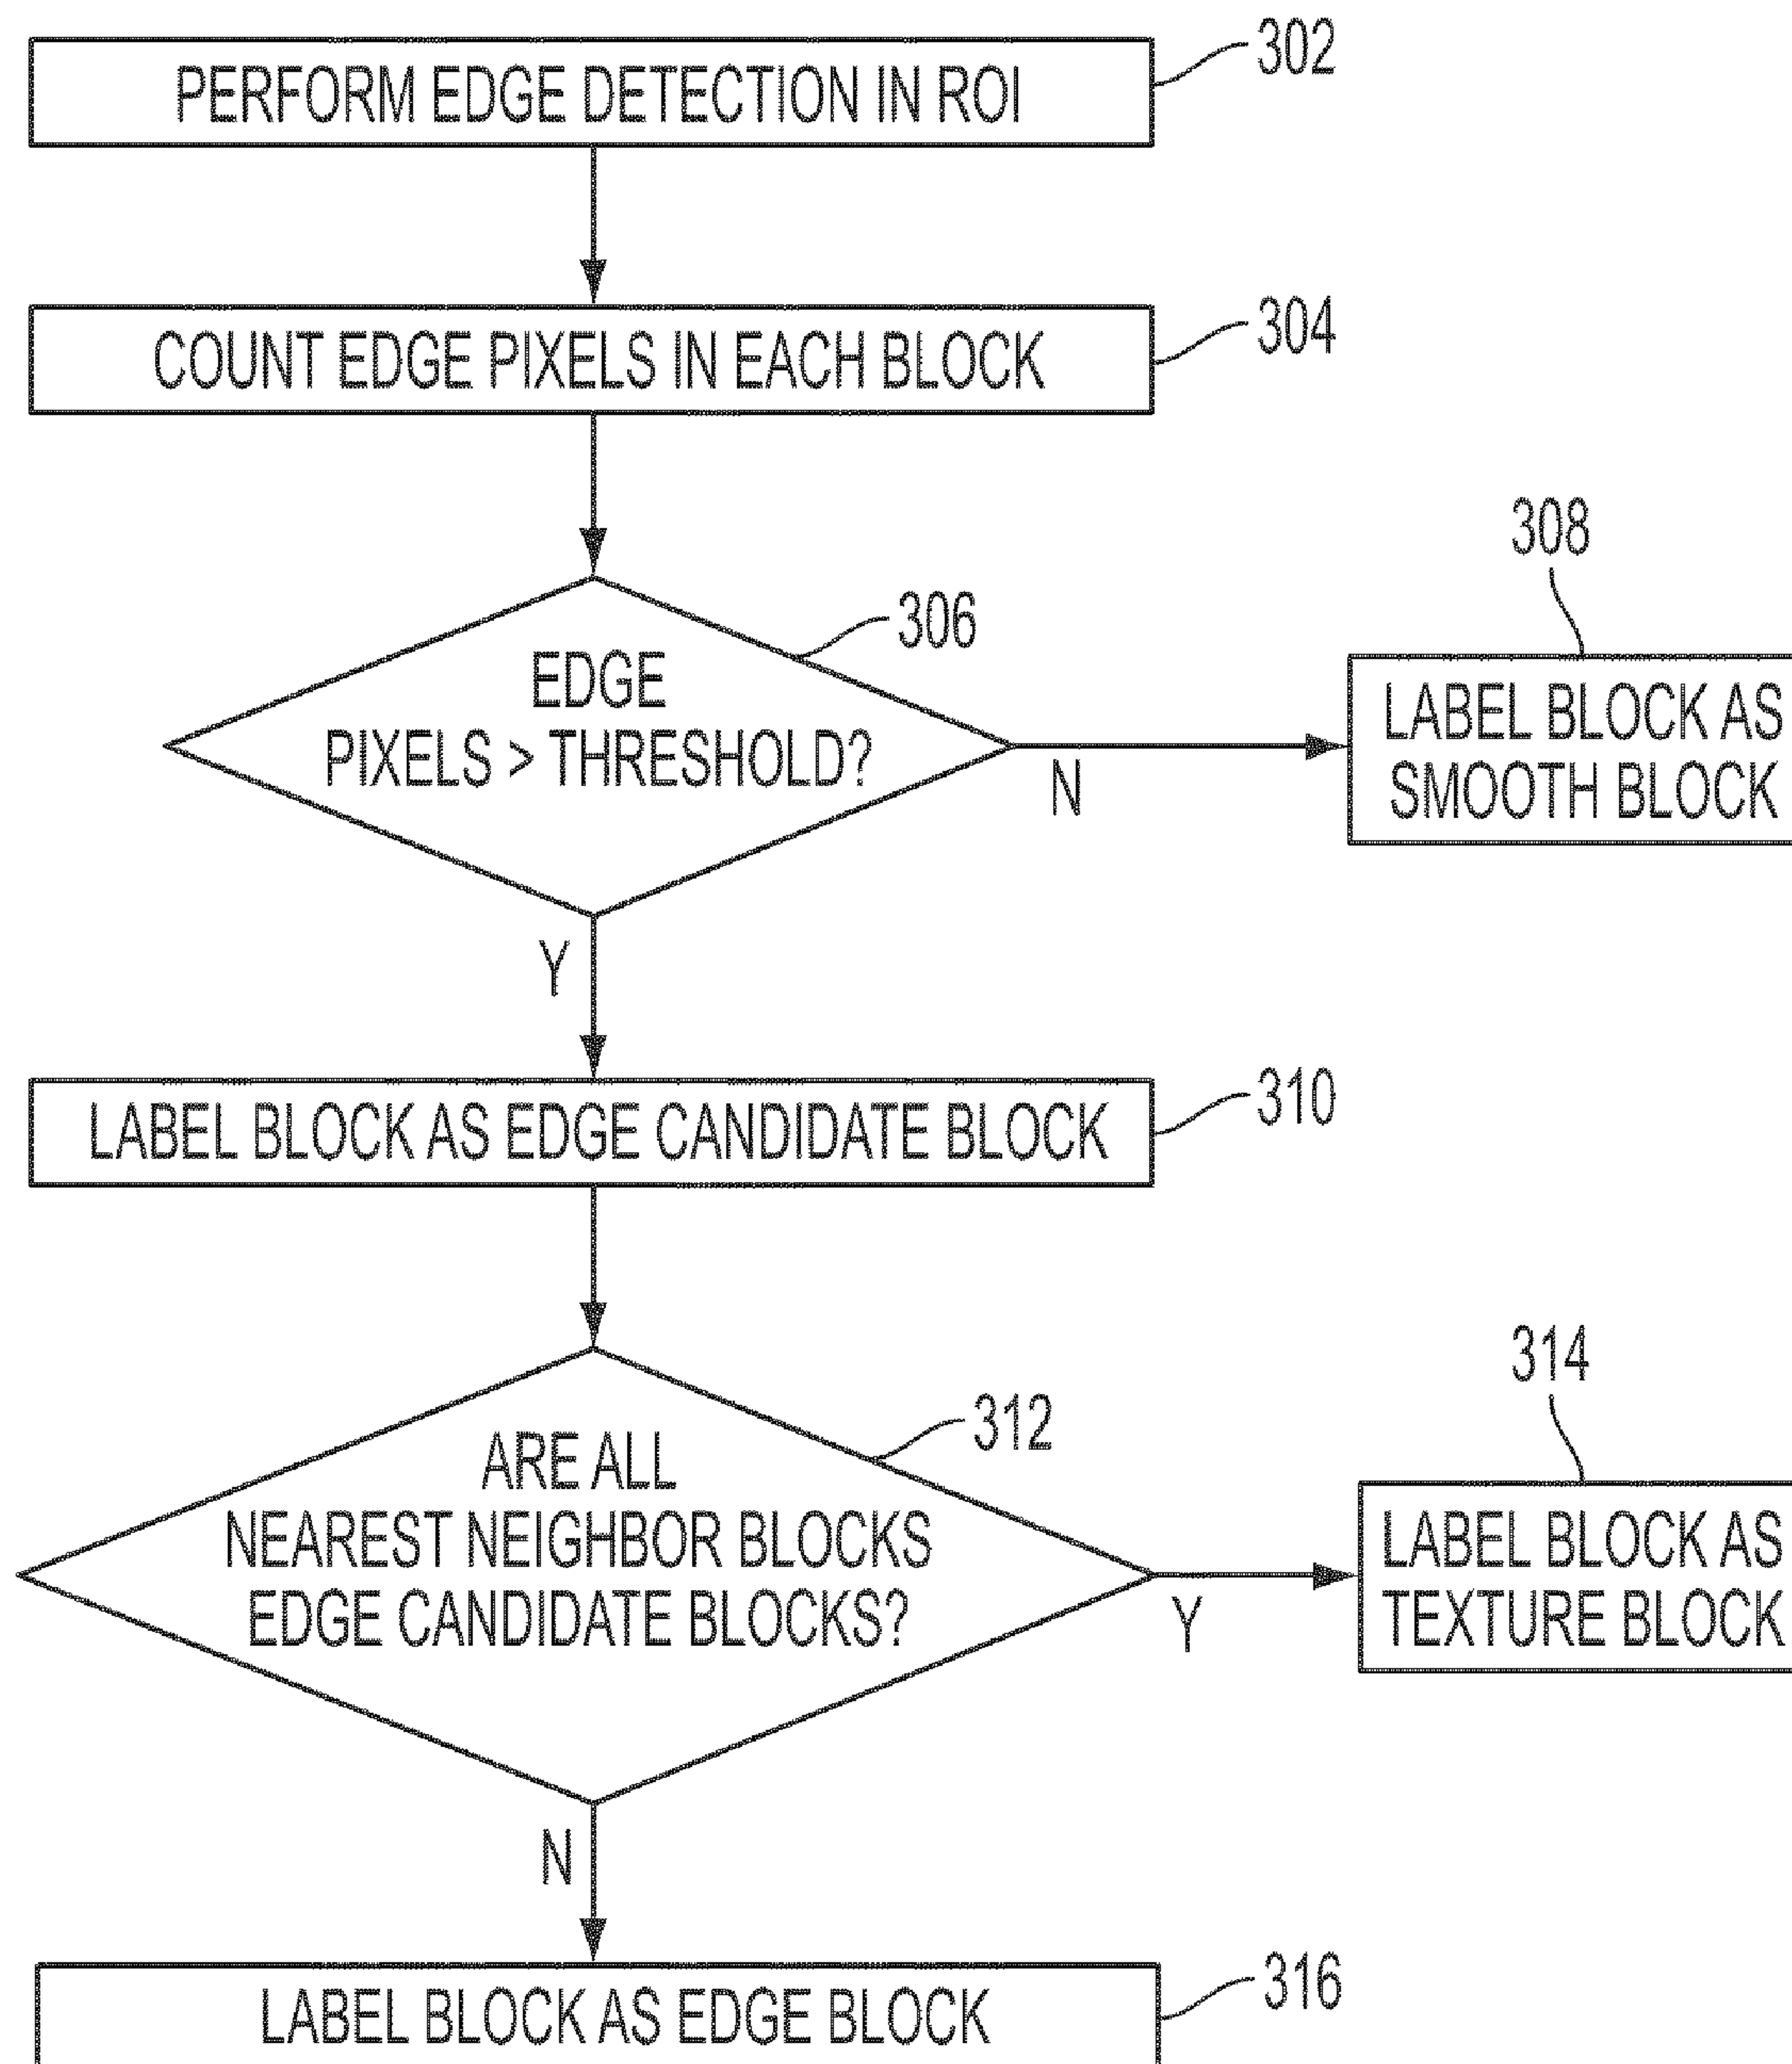 302
PERFORM EDGE DETECTION IN ROI
304
COUNT EDGE PIXELS IN EACH BLOCK
306
EDGE
PIXELS > THRESHOLD?
N
308
LABEL BLOCK AS
SMOOTH BLOCK
Y
310
LABEL BLOCK AS EDGE CANDIDATE BLOCK
312
ARE ALL
NEAREST NEIGHBOR BLOCKS
EDGE CANDIDATE BLOCKS?
Y
314
LABEL BLOCK AS
TEXTURE BLOCK
N
316
LABEL BLOCK AS EDGE BLOCK